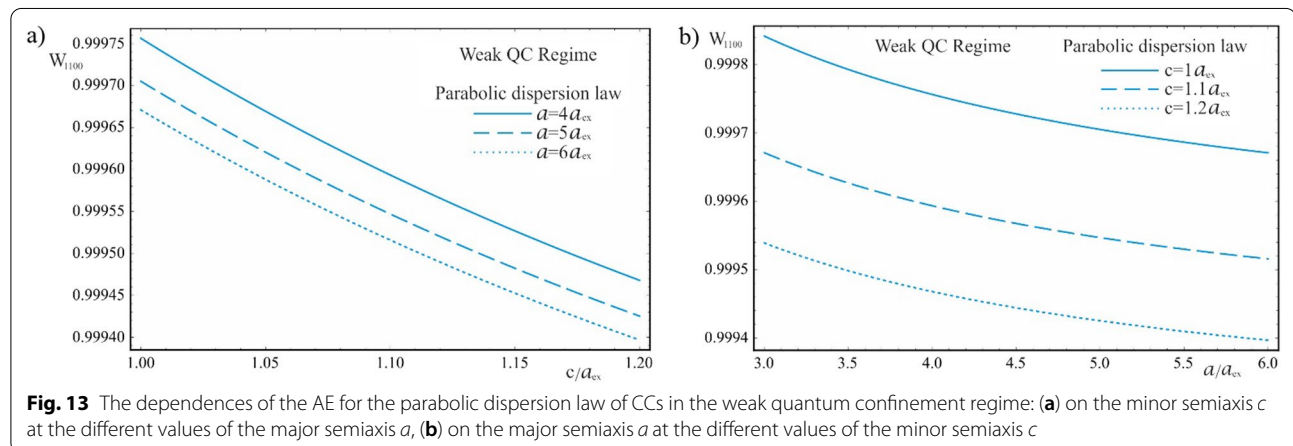 a)
0.99975
W1100
0.99970
0.99965
0.99960
0.99955
0.99950
0.99945
0.99940
Weak QC Regime
Parabolic dispersion law
a=4aex
a=5aex
a=6aex
1.00 1.05 1.10 1.15 1.20
c/aex
b)
W1100
0.9998
0.9997
0.9996
0.9995
0.9994
Weak QC Regime Parabolic dispersion law
c=1aex
c=1.1aex
c=1.2aex
3.0 3.5 4.0 4.5 5.0 5.5 6.0
a/aex
Fig. 13 The dependences of the AE for the parabolic dispersion law of CCs in the weak quantum confinement regime: (a) on the minor semiaxis c
at the different values of the major semiaxis a, (b) on the major semiaxis a at the different values of the minor semiaxis c